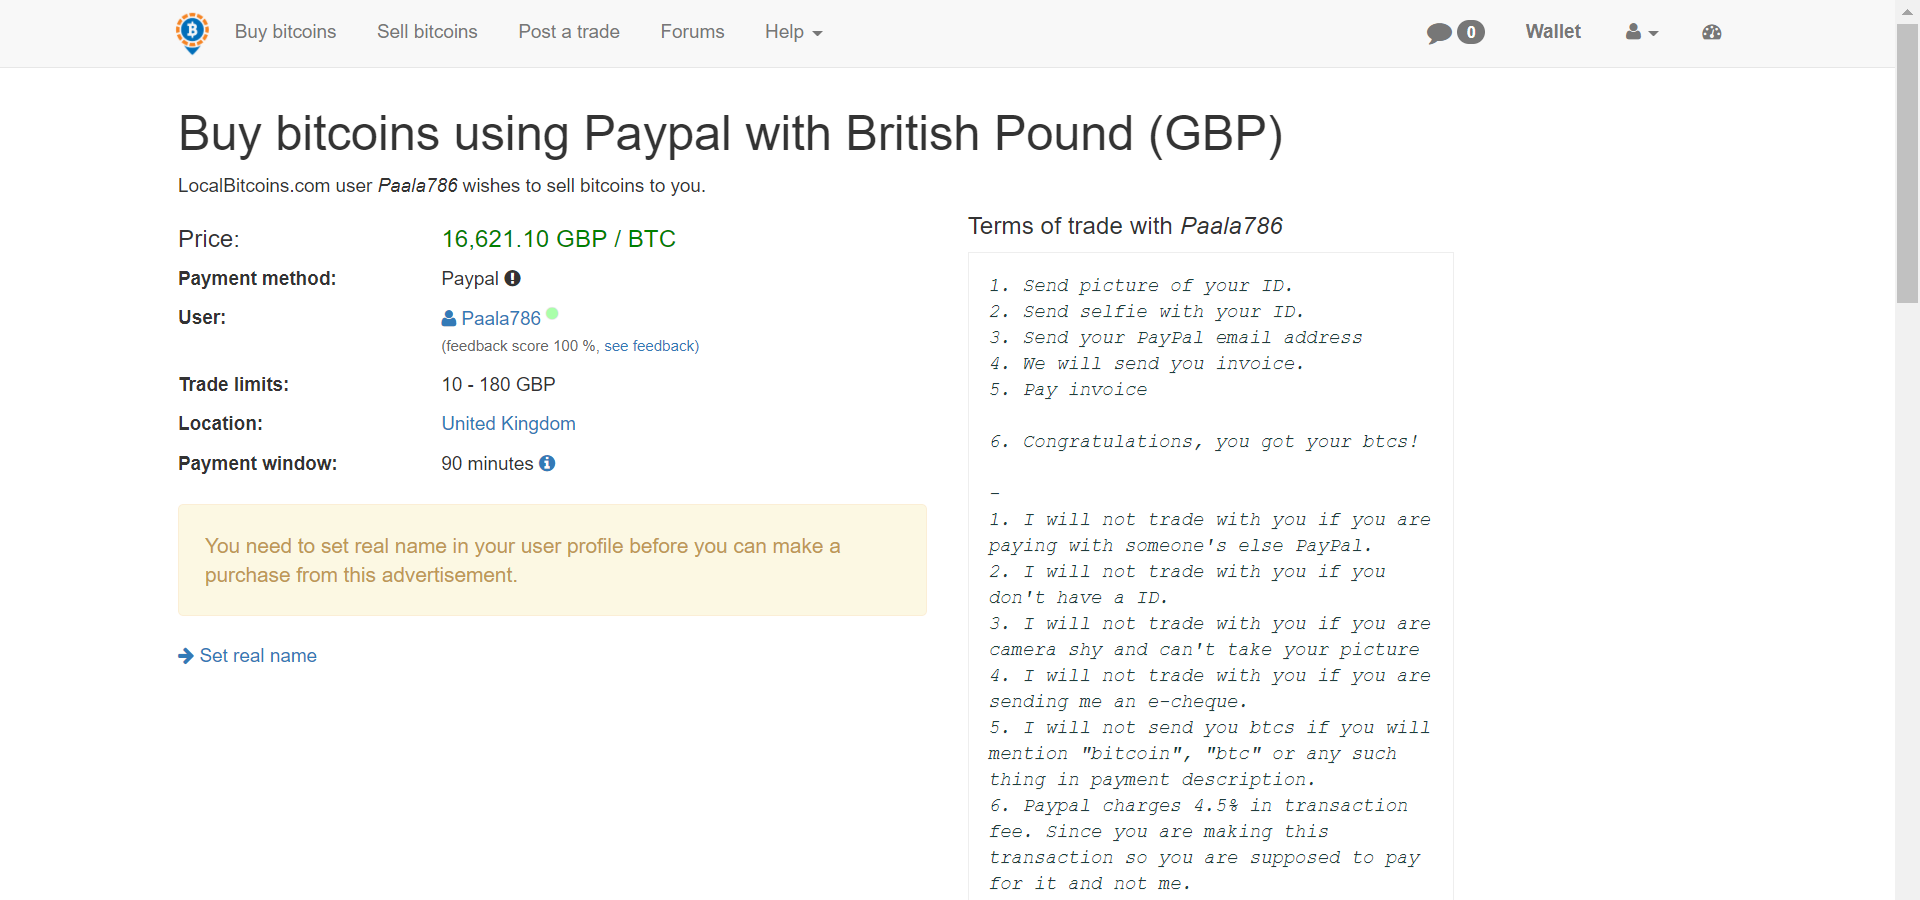 Buy bitcoins Sell bitcoins Post a trade Forums Help 0 Wallet
Buy bitcoins using Paypal with British Pound (GBP)
LocalBitcoins.com user Paala786 wishes to sell bitcoins to you.
Price: 16,621.10 GBP / BTC
Payment method: Paypal
User: Paala786
(feedback score 100 %, see feedback)
Trade limits: 10 - 180 GBP
Location: United Kingdom
Payment window: 90 minutes
You need to set real name in your user profile before you can make a
purchase from this advertisement.
Set real name
Terms of trade with Paala786
1. Send picture of your ID.
2. Send selfie with your ID.
3. Send your PayPal email address
4. We will send you invoice.
5. Pay invoice
6. Congratulations, you got your btcs!
-
1. I will not trade with you if you are
paying with someone's else PayPal.
2. I will not trade with you if you
don't have a ID.
3. I will not trade with you if you are
camera shy and can't take your picture
4. I will not trade with you if you are
sending me an e-cheque.
5. I will not send you btcs if you will
mention "bitcoin", "btc" or any such
thing in payment description.
6. Paypal charges 4.5% in transaction
fee. Since you are making this
transaction so you are supposed to pay
for it and not me.